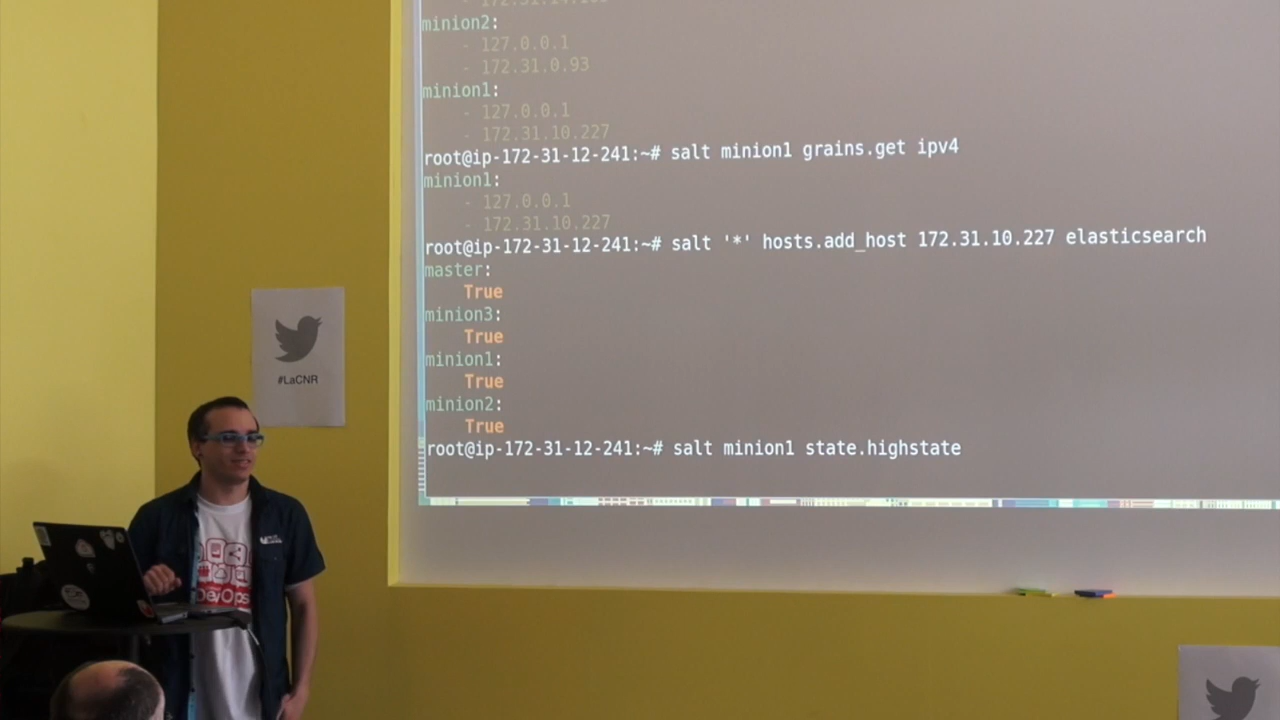 minion2:
- 127.0.0.1
- 172.31.0.93
minion1:
- 127.0.0.1
- 172.31.10.227
root@ip-172-31-12-241:~# salt minion1 grains.get ipv4
minion1:
- 127.0.0.1
- 172.31.10.227
root@ip-172-31-12-241:~# salt '*' hosts.add_host 172.31.10.227 elasticsearch
master:
True
minion3:
True
minion1:
True
minion2:
True
root@ip-172-31-12-241:~# salt minion1 state.highstate
#LaCNR
DevOps